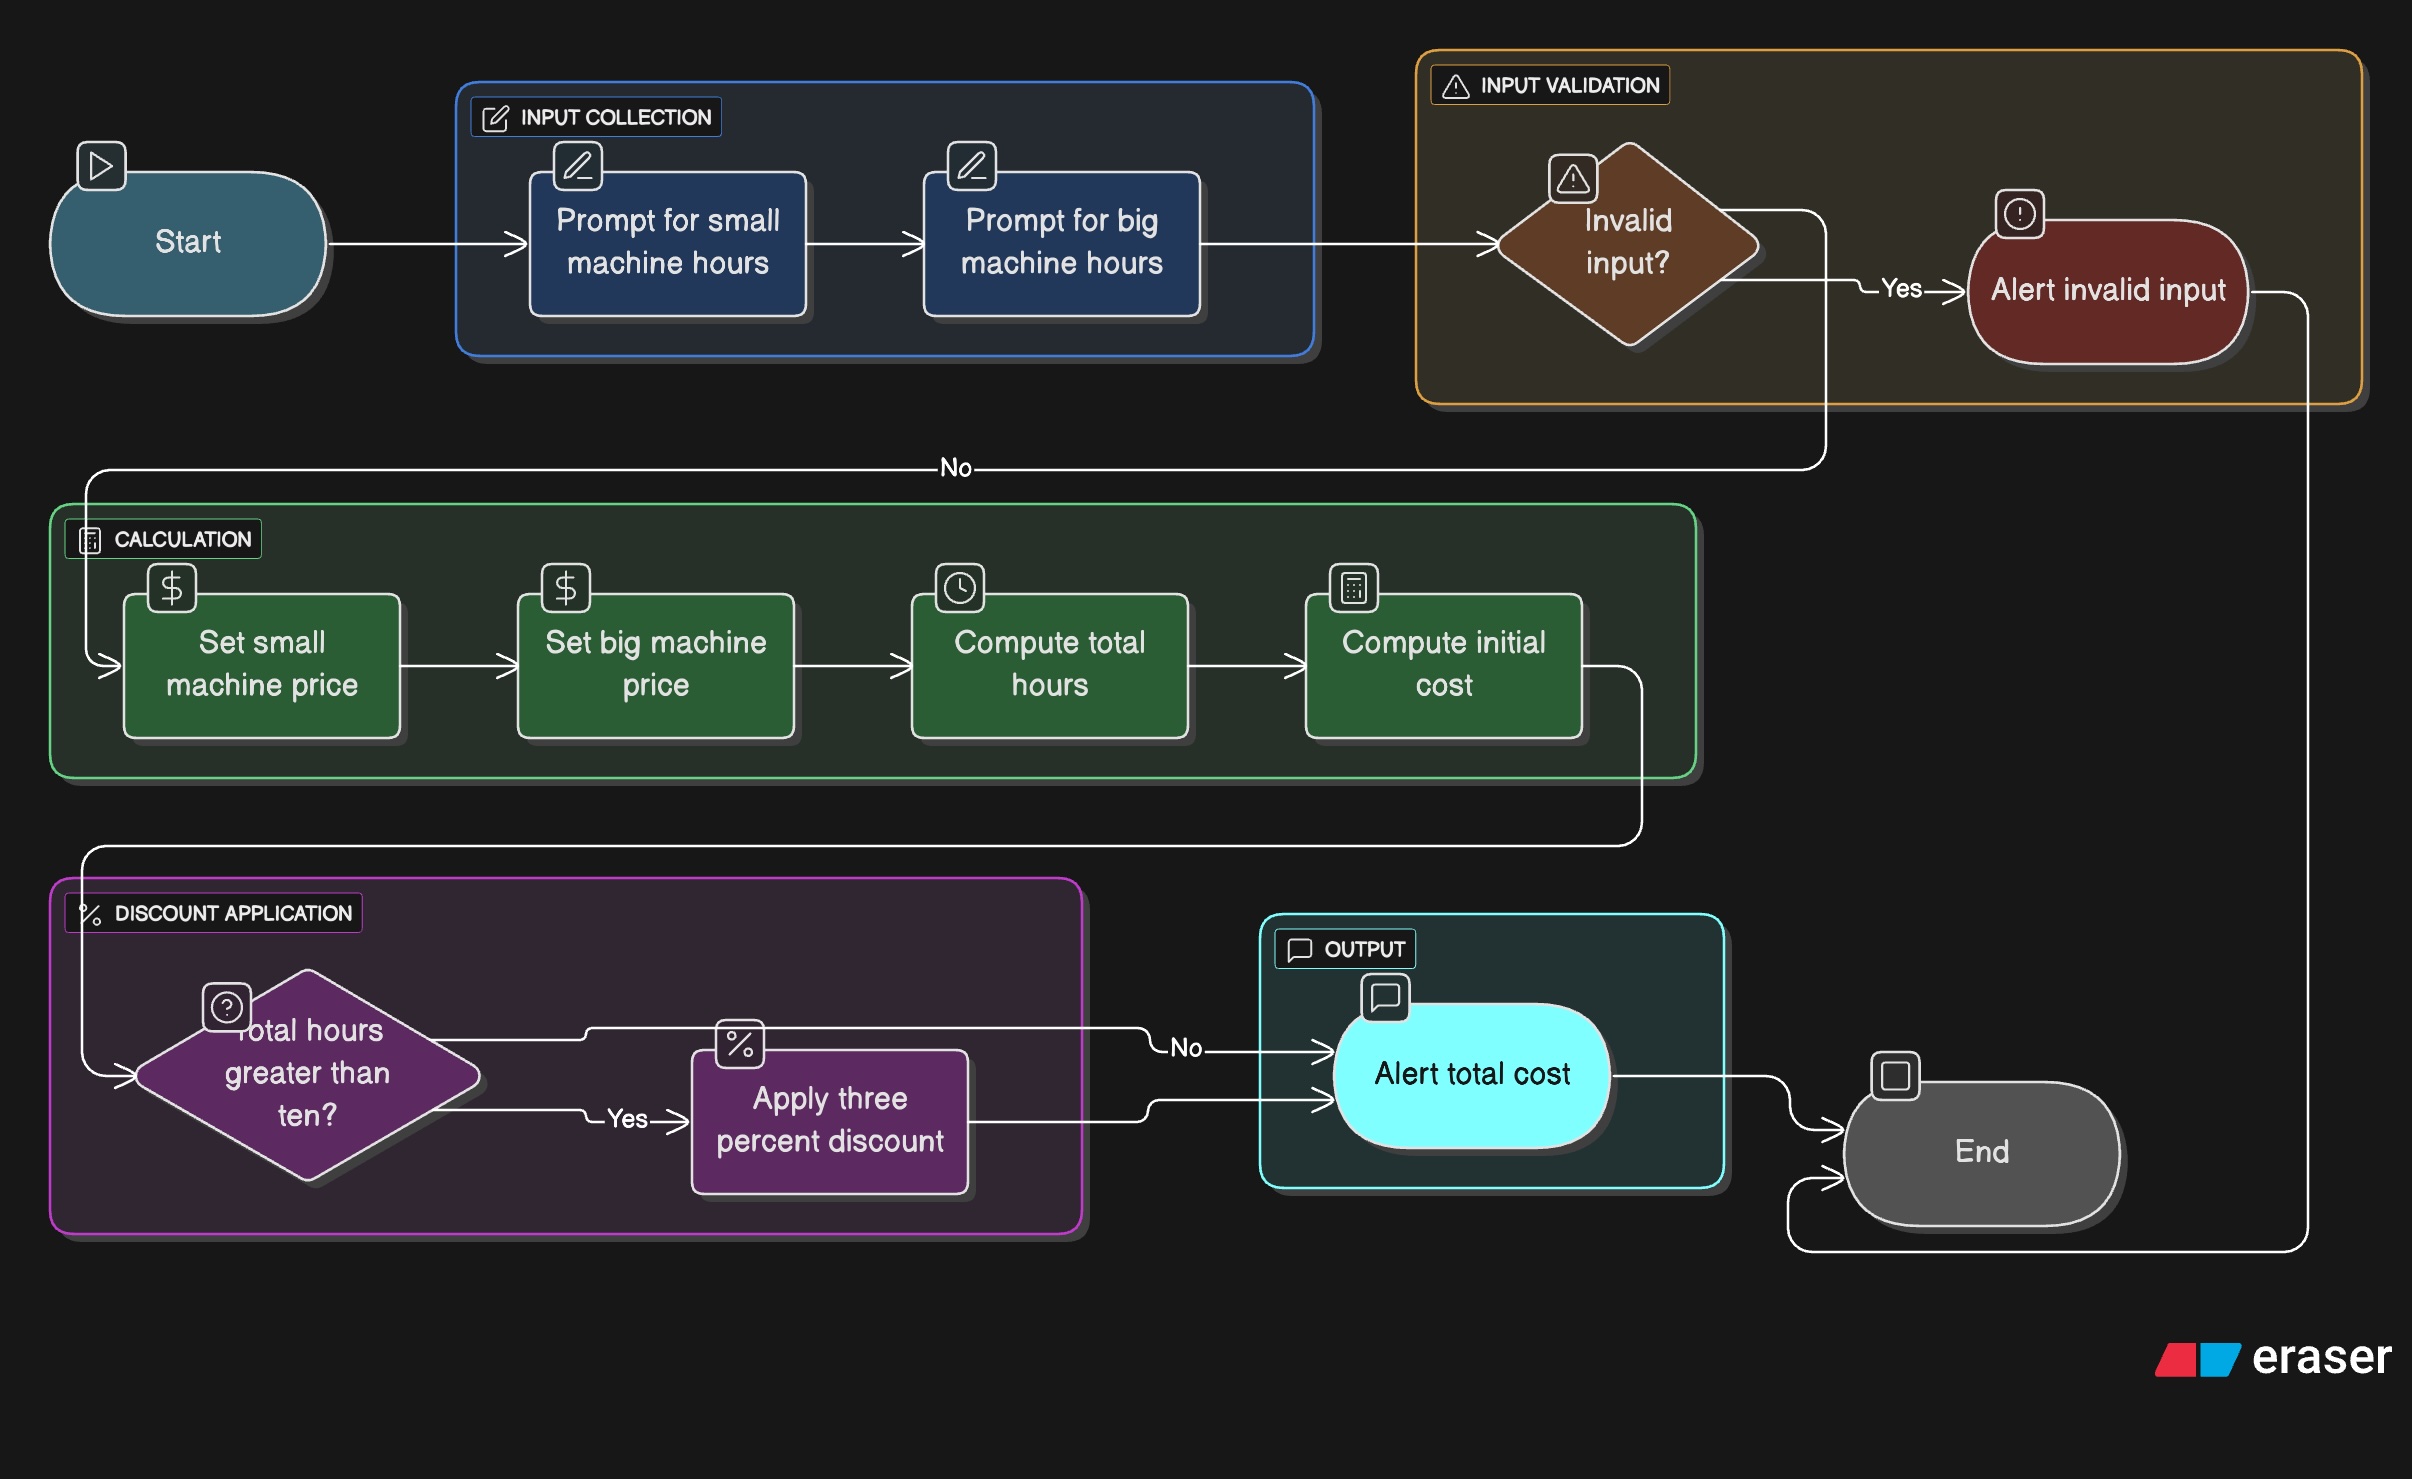 INPUT COLLECTION
INPUT VALIDATION
Start
Prompt for small
machine hours
Prompt for big
machine hours
Invalid
input?
Yes
Alert invalid input
No
CALCULATION
Set small
machine price
Set big machine
price
Compute total
hours
Compute initial
cost
DISCOUNT APPLICATION
Total hours
greater than
ten?
No
Yes
Apply three
percent discount
OUTPUT
Alert total cost
End
eraser